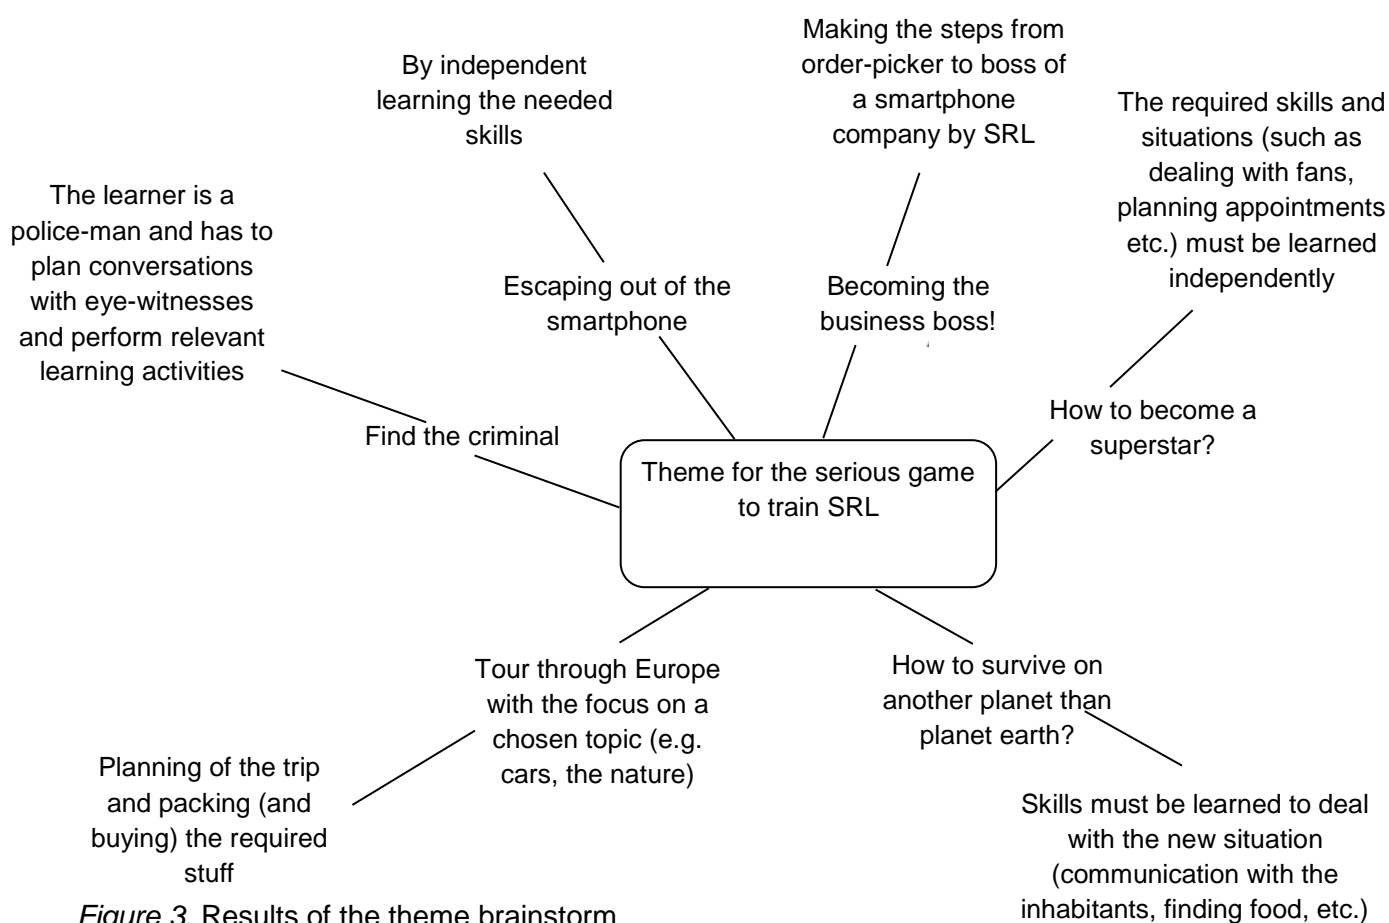 Making the steps from
order-picker to boss of
a smartphone
company by SRL
By independent
learning the needed
skills
The required skills and
situations (such as
dealing with fans,
planning appointments
etc.) must be learned
independently
The learner is a
police-man and has to
plan conversations
with eye-witnesses
and perform relevant
learning activities
Escaping out of the
smartphone
Becoming the
business boss!
How to become a
superstar?
Find the criminal
Theme for the serious game
to train SRL
Tour through Europe
with the focus on a
chosen topic (e.g.
cars, the nature)
How to survive on
another planet than
planet earth?
Planning of the trip
and packing (and
buying) the required
stuff
Skills must be learned to deal
with the new situation
(communication with the
inhabitants, finding food, etc.)
Figure 3. Results of the theme brainstorm